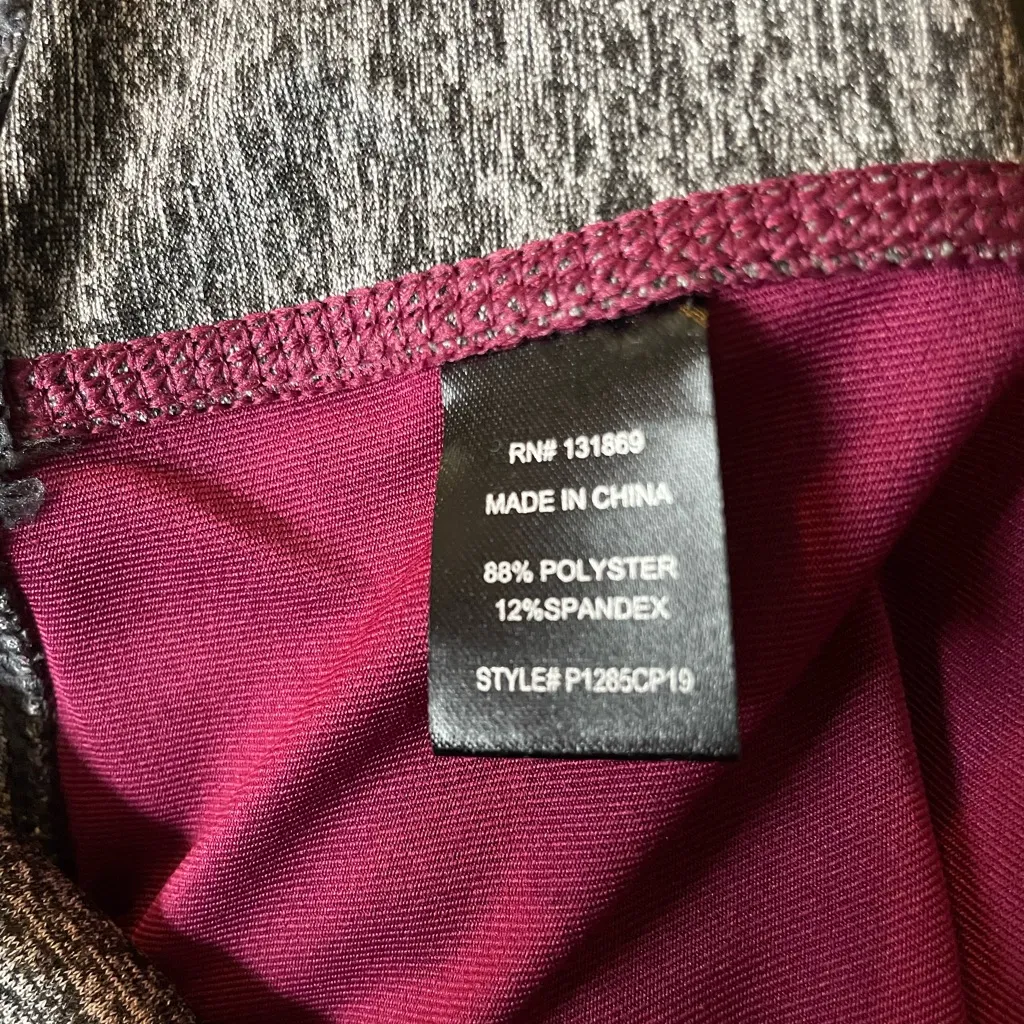 RN# 131869
MADE IN CHINA
88% POLYSTER
12%SPANDEX
STYLE# P1285CP19